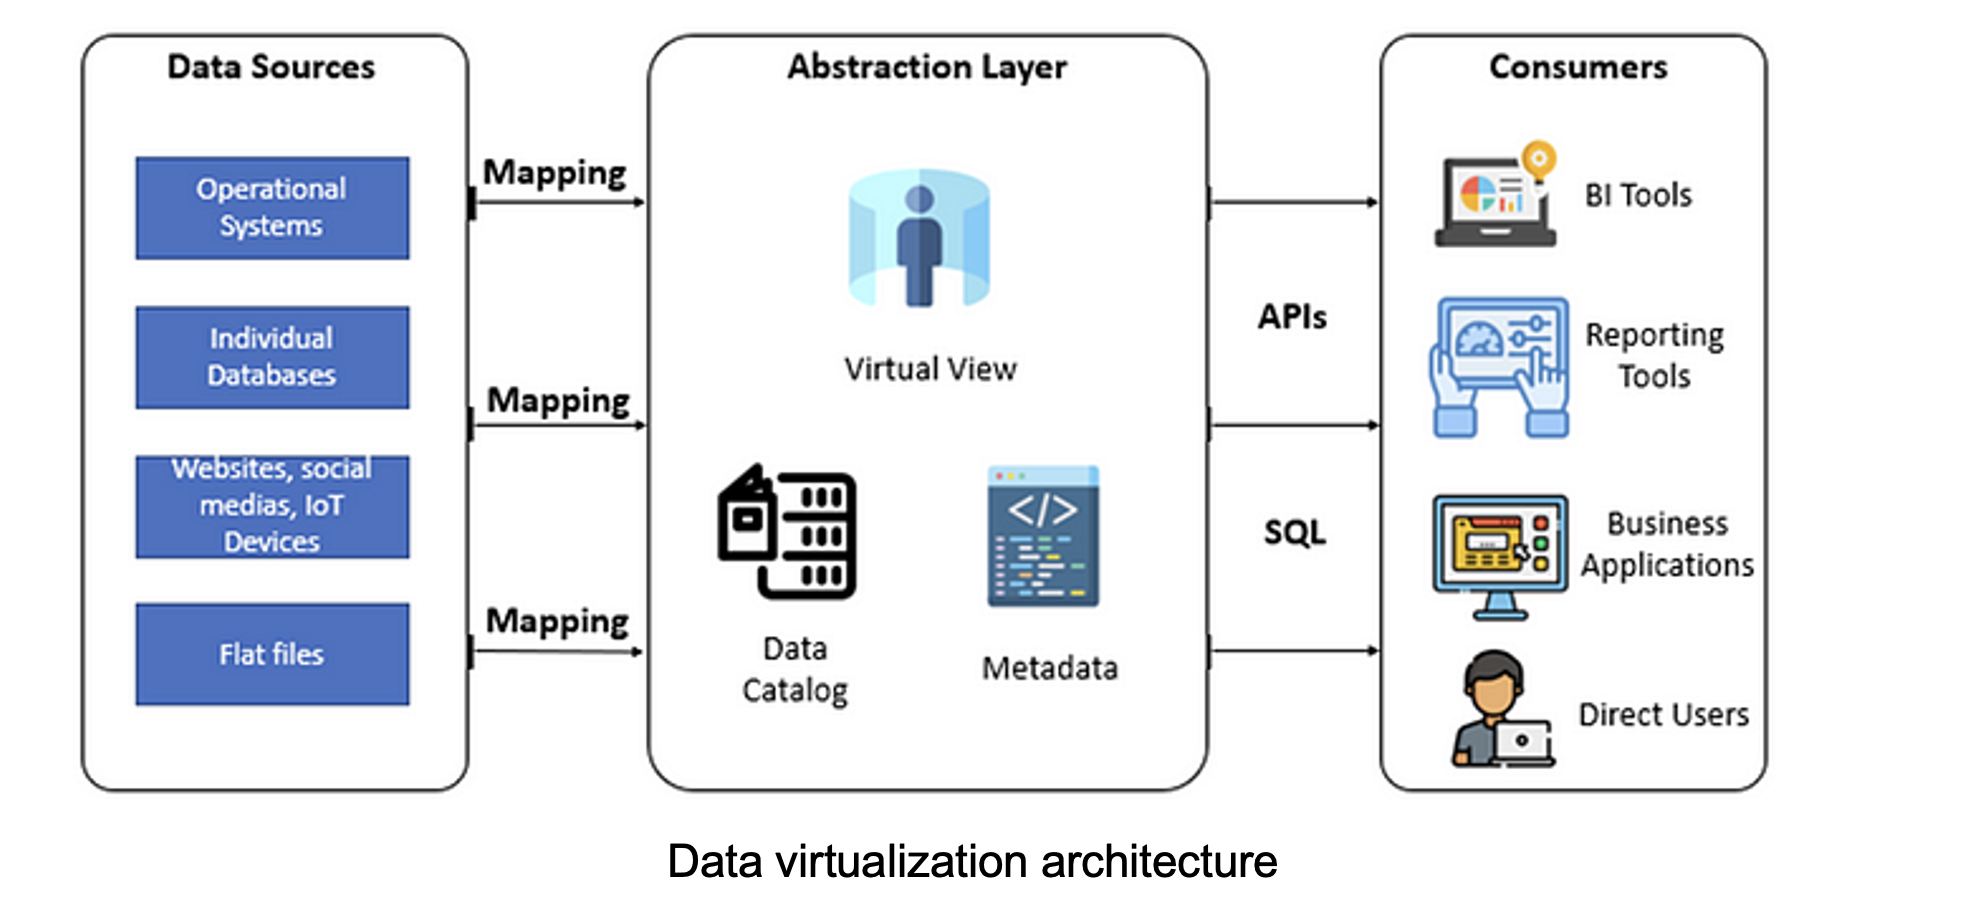 Data Sources
Operational
Systems
Individual
Databases
Websites, social
medias, IoT
Devices
Flat files
Mapping
Mapping
Mapping
Abstraction Layer
Virtual View
Data
Catalog
</>
Metadata
APIs
SQL
Consumers
BI Tools
Reporting
Tools
Business
Applications
Direct Users
Data virtualization architecture